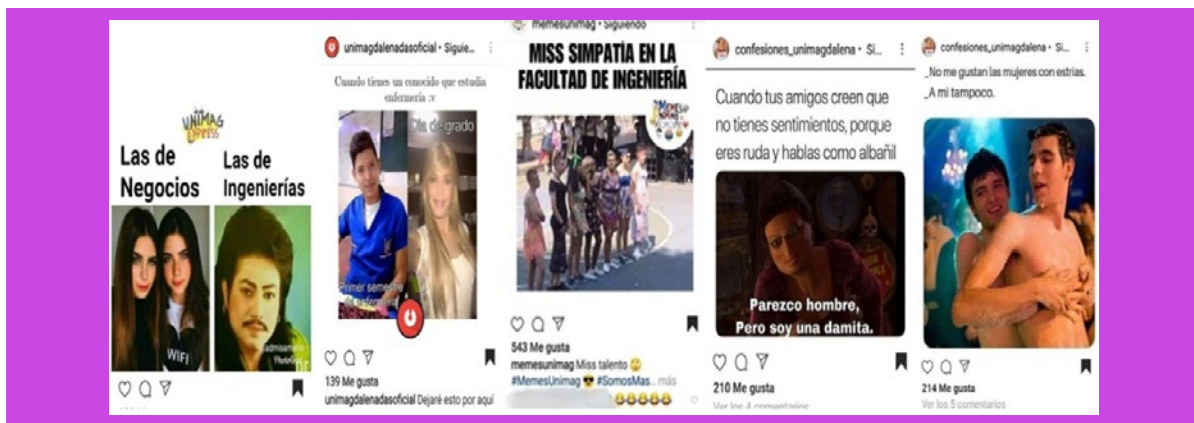 UNIMAG
EXPRESS
Las de
Negocios
Las de
Ingenierías
WIFI
unimagdalenadasoficial • Siguie...
Cuando tienes un conocido que estudia
enfermería :v
Dia de grado
Primer semestre
de enfermeria
139 Me gusta
unimagdalenadasoficial Dejaré esto por aquí
memesunimag • Siguiendo
MISS SIMPATÍA EN LA
FACULTAD DE INGENIERÍA
MEMES
UNIMAG
543 Me gusta
memesunimag Miss talento 🙄
#MemesUnimag 😎 #SomosMas... más
😂😂😂😂😂
confesiones_unimagdalena • Si...
Cuando tus amigos creen que
no tienes sentimientos, porque
eres ruda y hablas como albañil
Parezco hombre,
Pero soy una damita.
210 Me gusta
Ver los 4 comentarios
confesiones_unimagdalena • Si...
_No me gustan las mujeres con estrías.
_A mi tampoco.
214 Me gusta
Ver los 5 comentarios